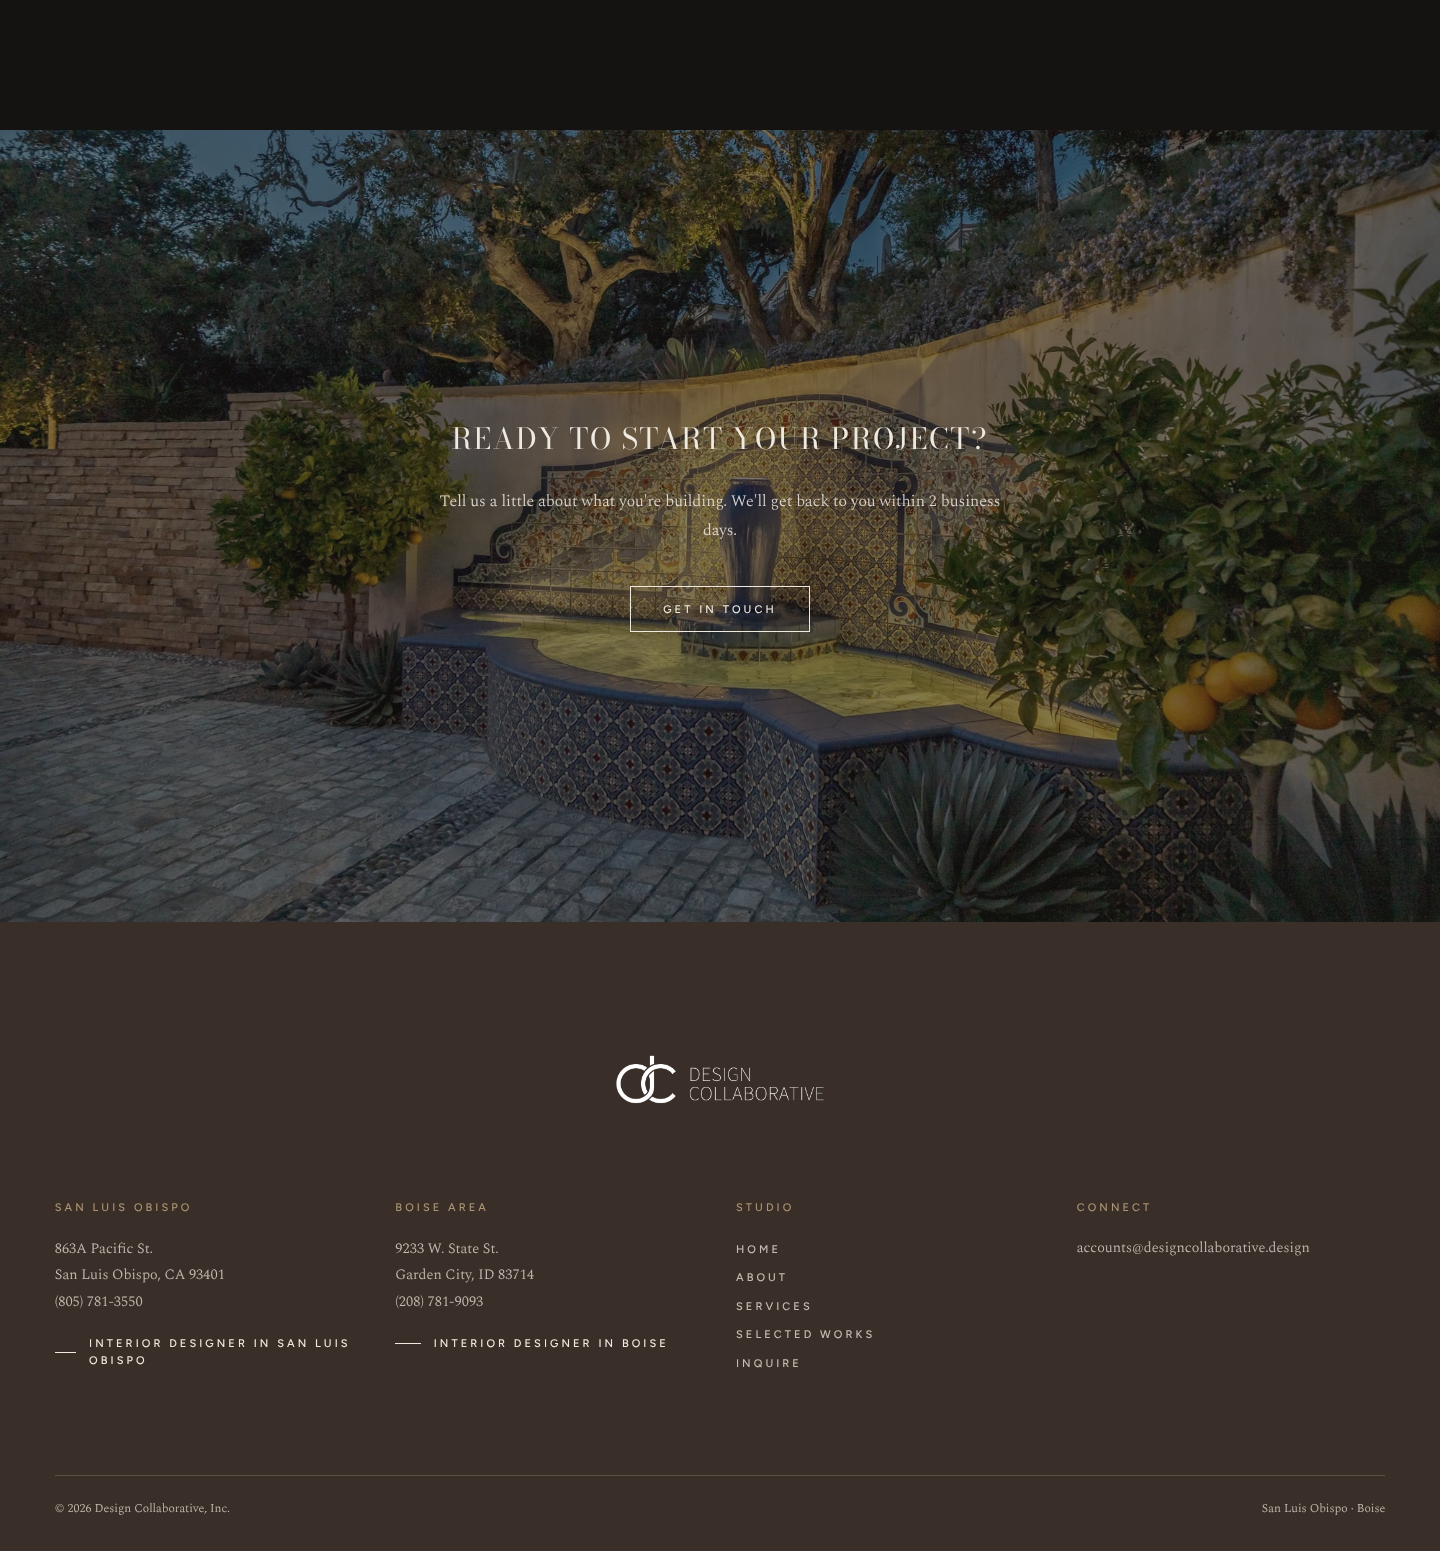 READY TO START YOUR PROJECT?
Tell us a little about what you're building. We'll get back to you within 2 business
days.
GET IN TOUCH
DESIGN
COLLABORATIVE
SAN LUIS OBISPO
863A Pacific St.
San Luis Obispo, CA 93401
(805) 781-3550
INTERIOR DESIGNER IN SAN LUIS
OBISPO
BOISE AREA
9233 W. State St.
Garden City, ID 83714
(208) 781-9093
INTERIOR DESIGNER IN BOISE
STUDIO
HOME
ABOUT
SERVICES
SELECTED WORKS
INQUIRE
CONNECT
accounts@designcollaborative.design
© 2026 Design Collaborative, Inc.
San Luis Obispo · Boise